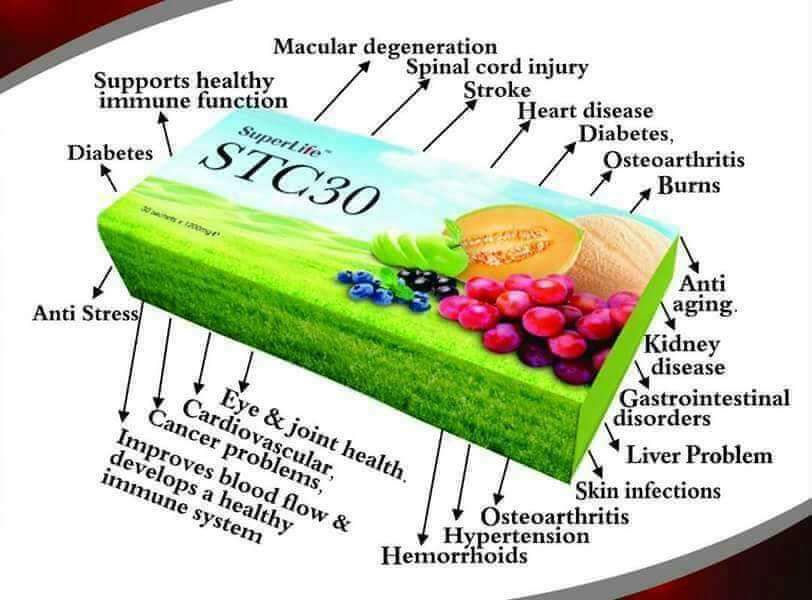 Macular degeneration
Spinal cord injury
Supports healthy
immune function
Stroke
Heart disease
Diabetes,
Diabetes
Osteoarthritis
Burns
SuperLife™
STC30
30 sachets x 1200mg℮
Anti Stress
Anti
aging.
Kidney
disease
Gastrointestinal
disorders
Liver Problem
Skin infections
Eye & joint health.
Cardiovascular,
Cancer problems,
Improves blood flow &
develops a healthy
immune system
Osteoarthritis
Hypertension
Hemorrhoids